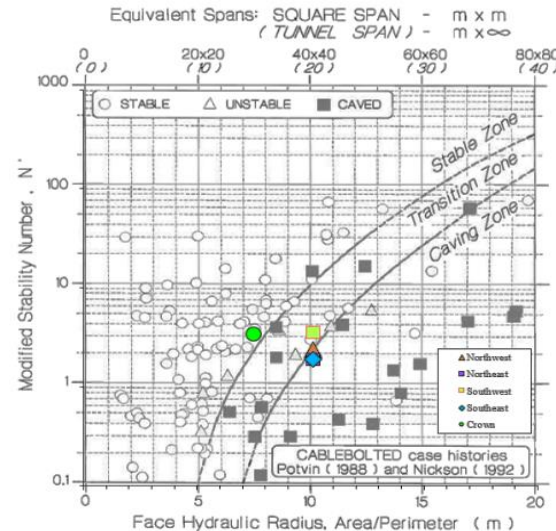 Equivalent Spans: SQUARE SPAN - m x m
( TUNNEL SPAN ) - m x∞
0 20x20 40x40 60x60 80x80
( 0 ) ( 10 ) ( 20 ) ( 30 ) ( 40 )
1000
STABLE UNSTABLE CAVED
Stable Zone
Transition Zone
Caving Zone
100
10
1
0.1
Modified Stability Number , N'
Northwest
Northeast
Southwest
Southeast
Crown
CABLEBOLTED case histories
Potvin ( 1988 ) and Nickson ( 1992 )
0 5 10 15 20
Face Hydraulic Radius, Area/Perimeter ( m )